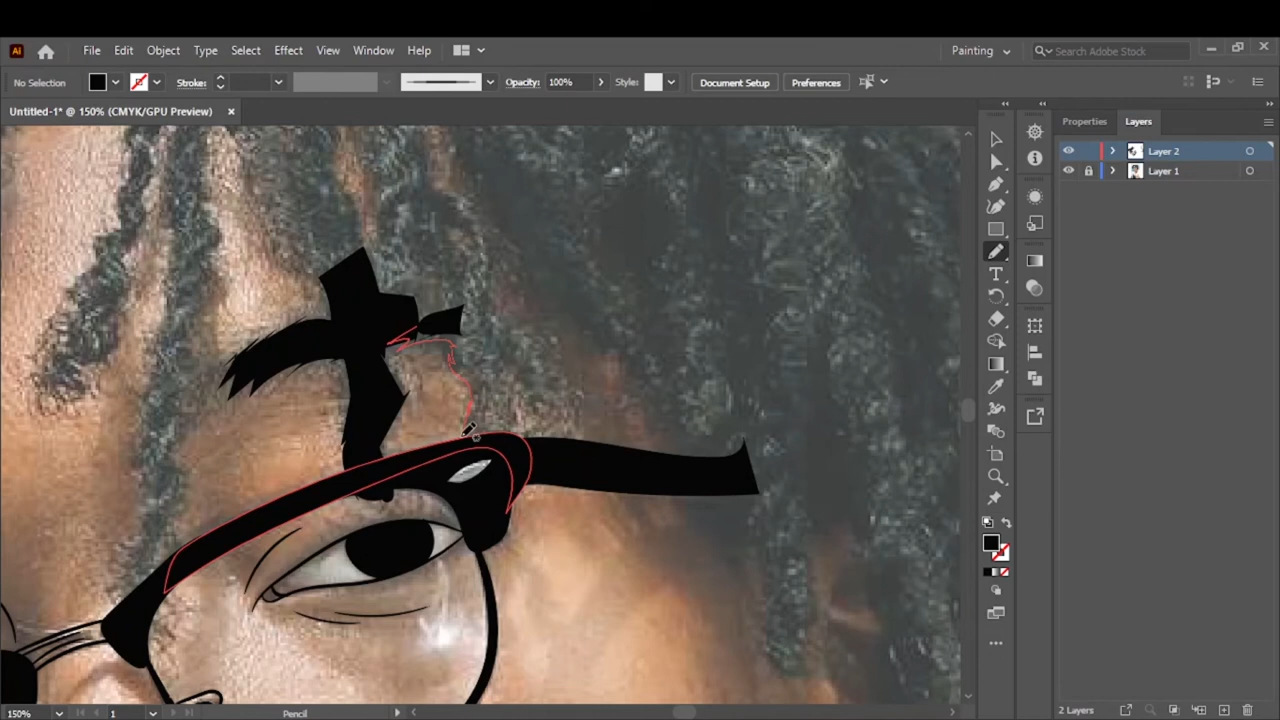 Ai File Edit Object Type Select Effect View Window Help Painting Search Adobe Stock
No Selection Stroke: Opacity: 100% Style: Document Setup Preferences
Untitled-1* @ 150% (CMYK/GPU Preview)
Properties Layers
Layer 2
Layer 1
150% 1 Pencil 2 Layers